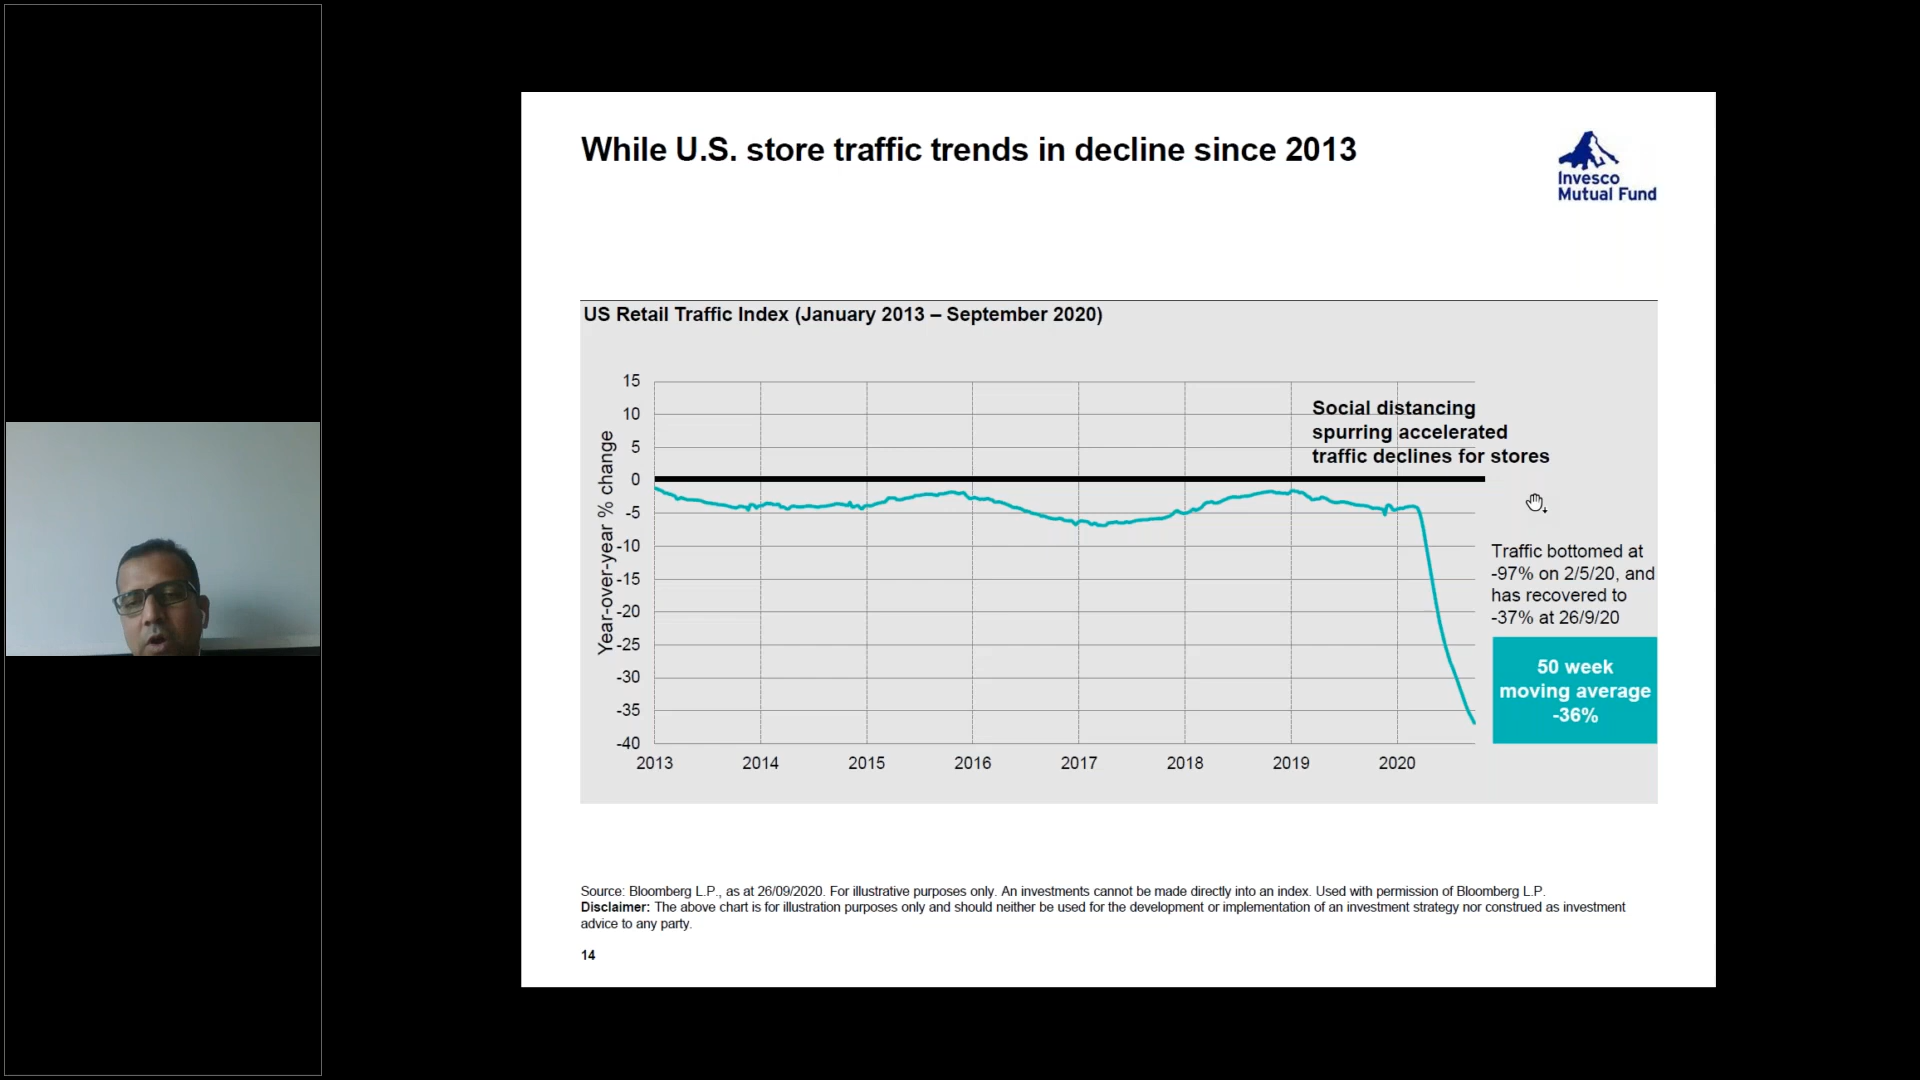 While U.S. store traffic trends in decline since 2013
Invesco
Mutual Fund
US Retail Traffic Index (January 2013 – September 2020)
Year-over-year % change
15
10
5
0
-5
-10
-15
-20
-25
-30
-35
-40
2013
2014
2015
2016
2017
2018
2019
2020
Social distancing
spurring accelerated
traffic declines for stores
Traffic bottomed at
-97% on 2/5/20, and
has recovered to
-37% at 26/9/20
50 week
moving average
-36%
Source: Bloomberg L.P., as at 26/09/2020. For illustrative purposes only. An investments cannot be made directly into an index. Used with permission of Bloomberg L.P.
Disclaimer: The above chart is for illustration purposes only and should neither be used for the development or implementation of an investment strategy nor construed as investment
advice to any party.
14